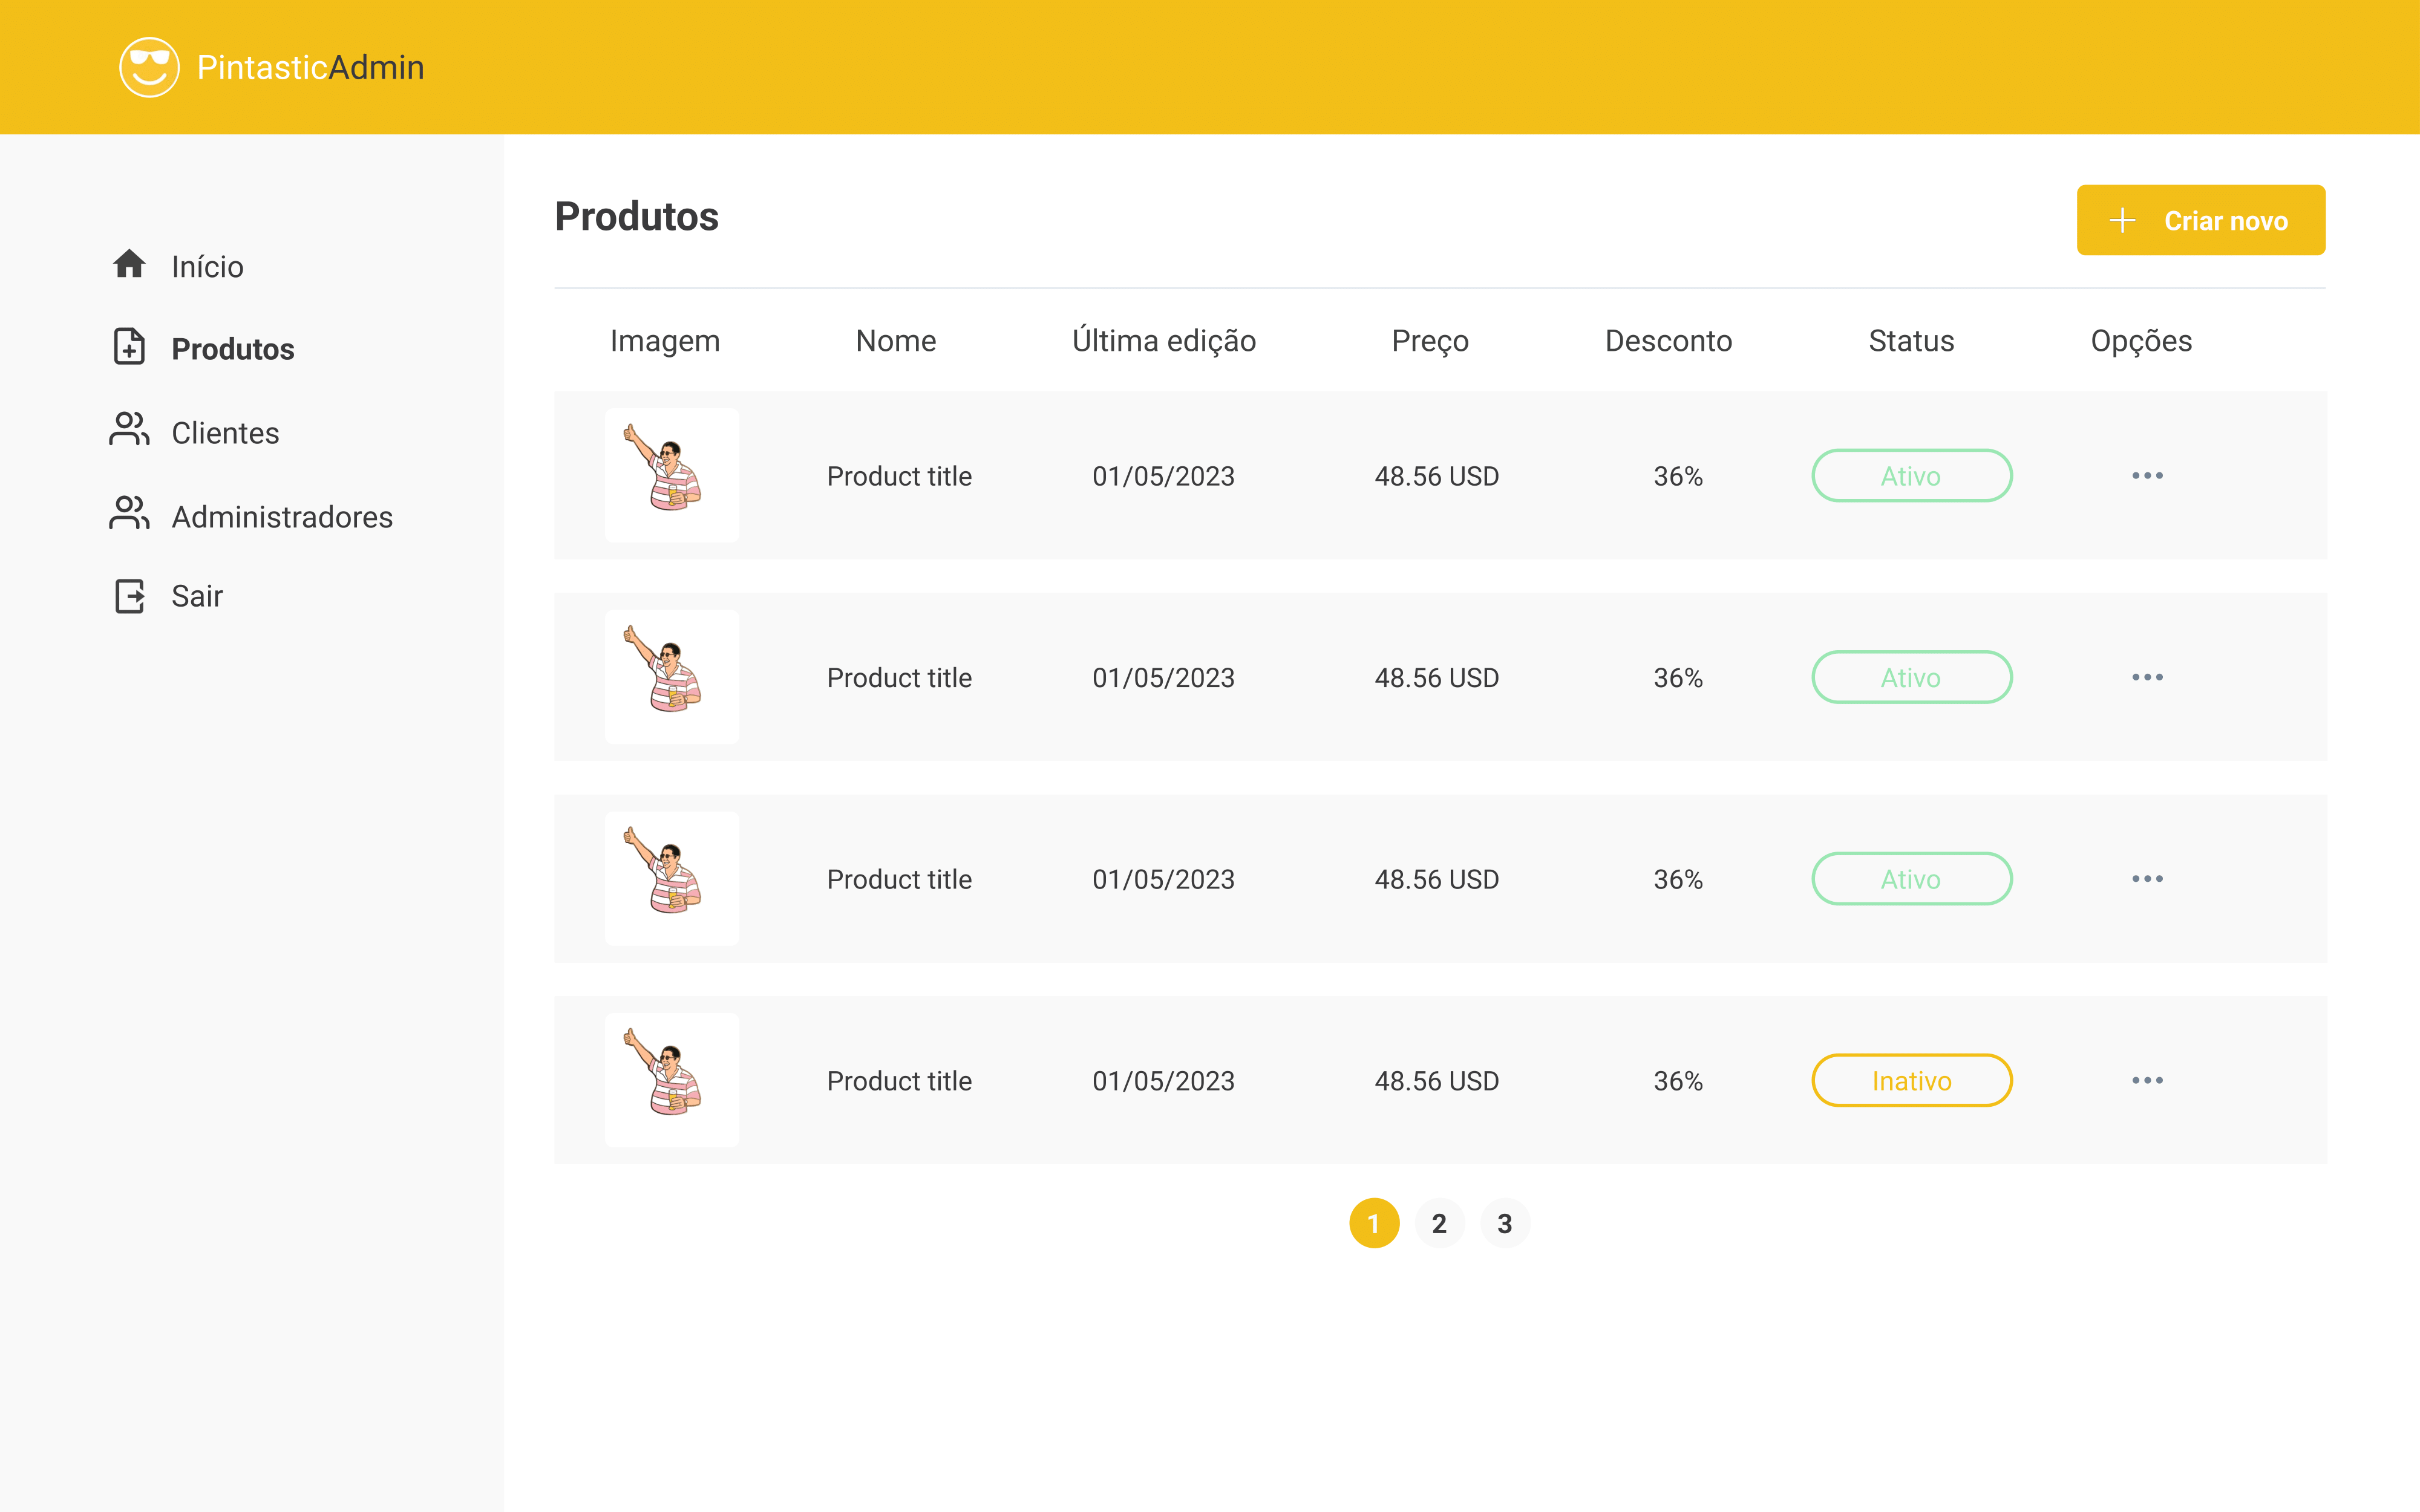 PintasticAdmin
Início
Produtos
Clientes
Administradores
Sair
Produtos
Criar novo
Imagem Nome Última edição Preço Desconto Status Opções
Product title 01/05/2023 48.56 USD 36% Ativo
Product title 01/05/2023 48.56 USD 36% Ativo
Product title 01/05/2023 48.56 USD 36% Ativo
Product title 01/05/2023 48.56 USD 36% Inativo
1 2 3